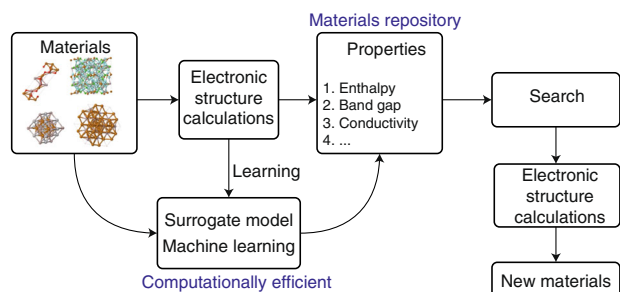 Materials repository
Materials
Electronic
structure
calculations
Properties
1. Enthalpy
2. Band gap
3. Conductivity
4. ...
Search
Learning
Surrogate model
Machine learning
Computationally efficient
Electronic
structure
calculations
New materials